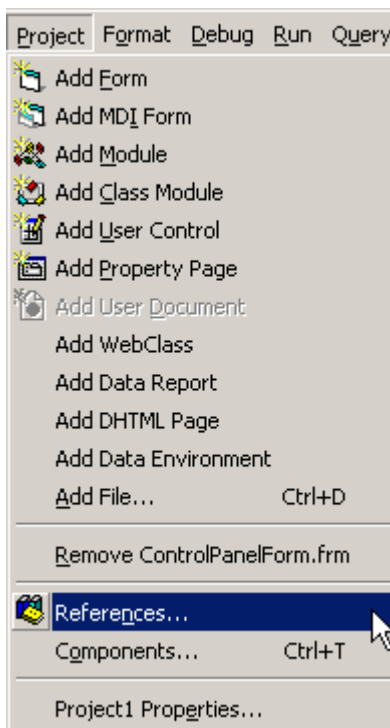 Project Format Debug Run Query
Add Form
Add MDI Form
Add Module
Add Class Module
Add User Control
Add Property Page
Add User Document
Add WebClass
Add Data Report
Add DHTML Page
Add Data Environment
Add File... Ctrl+D
Remove ControlPanelForm.frm
References...
Components... Ctrl+T
Project1 Properties...